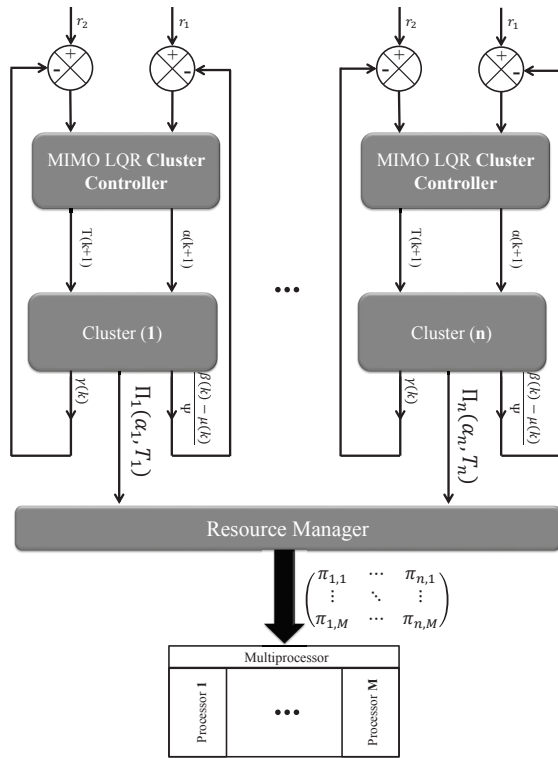 r₂ r₁ r₂ r₁
+ + + +
- - - -
MIMO LQR Cluster
Controller
MIMO LQR Cluster
Controller
T(k+1) α(k+1) T(k+1) α(k+1)
...
Cluster (1) Cluster (n)
γ(k)
Π₁(α₁, T₁)
β(k) − μ(k)
Ψ
γ(k)
Πₙ(αₙ, Tₙ)
β(k) − μ(k)
Ψ
Resource Manager
π₁,₁ ⋯ πₙ,₁
⋮ ⋱ ⋮
π₁,M ⋯ πₙ,M
Multiprocessor
Processor 1
...
Processor M